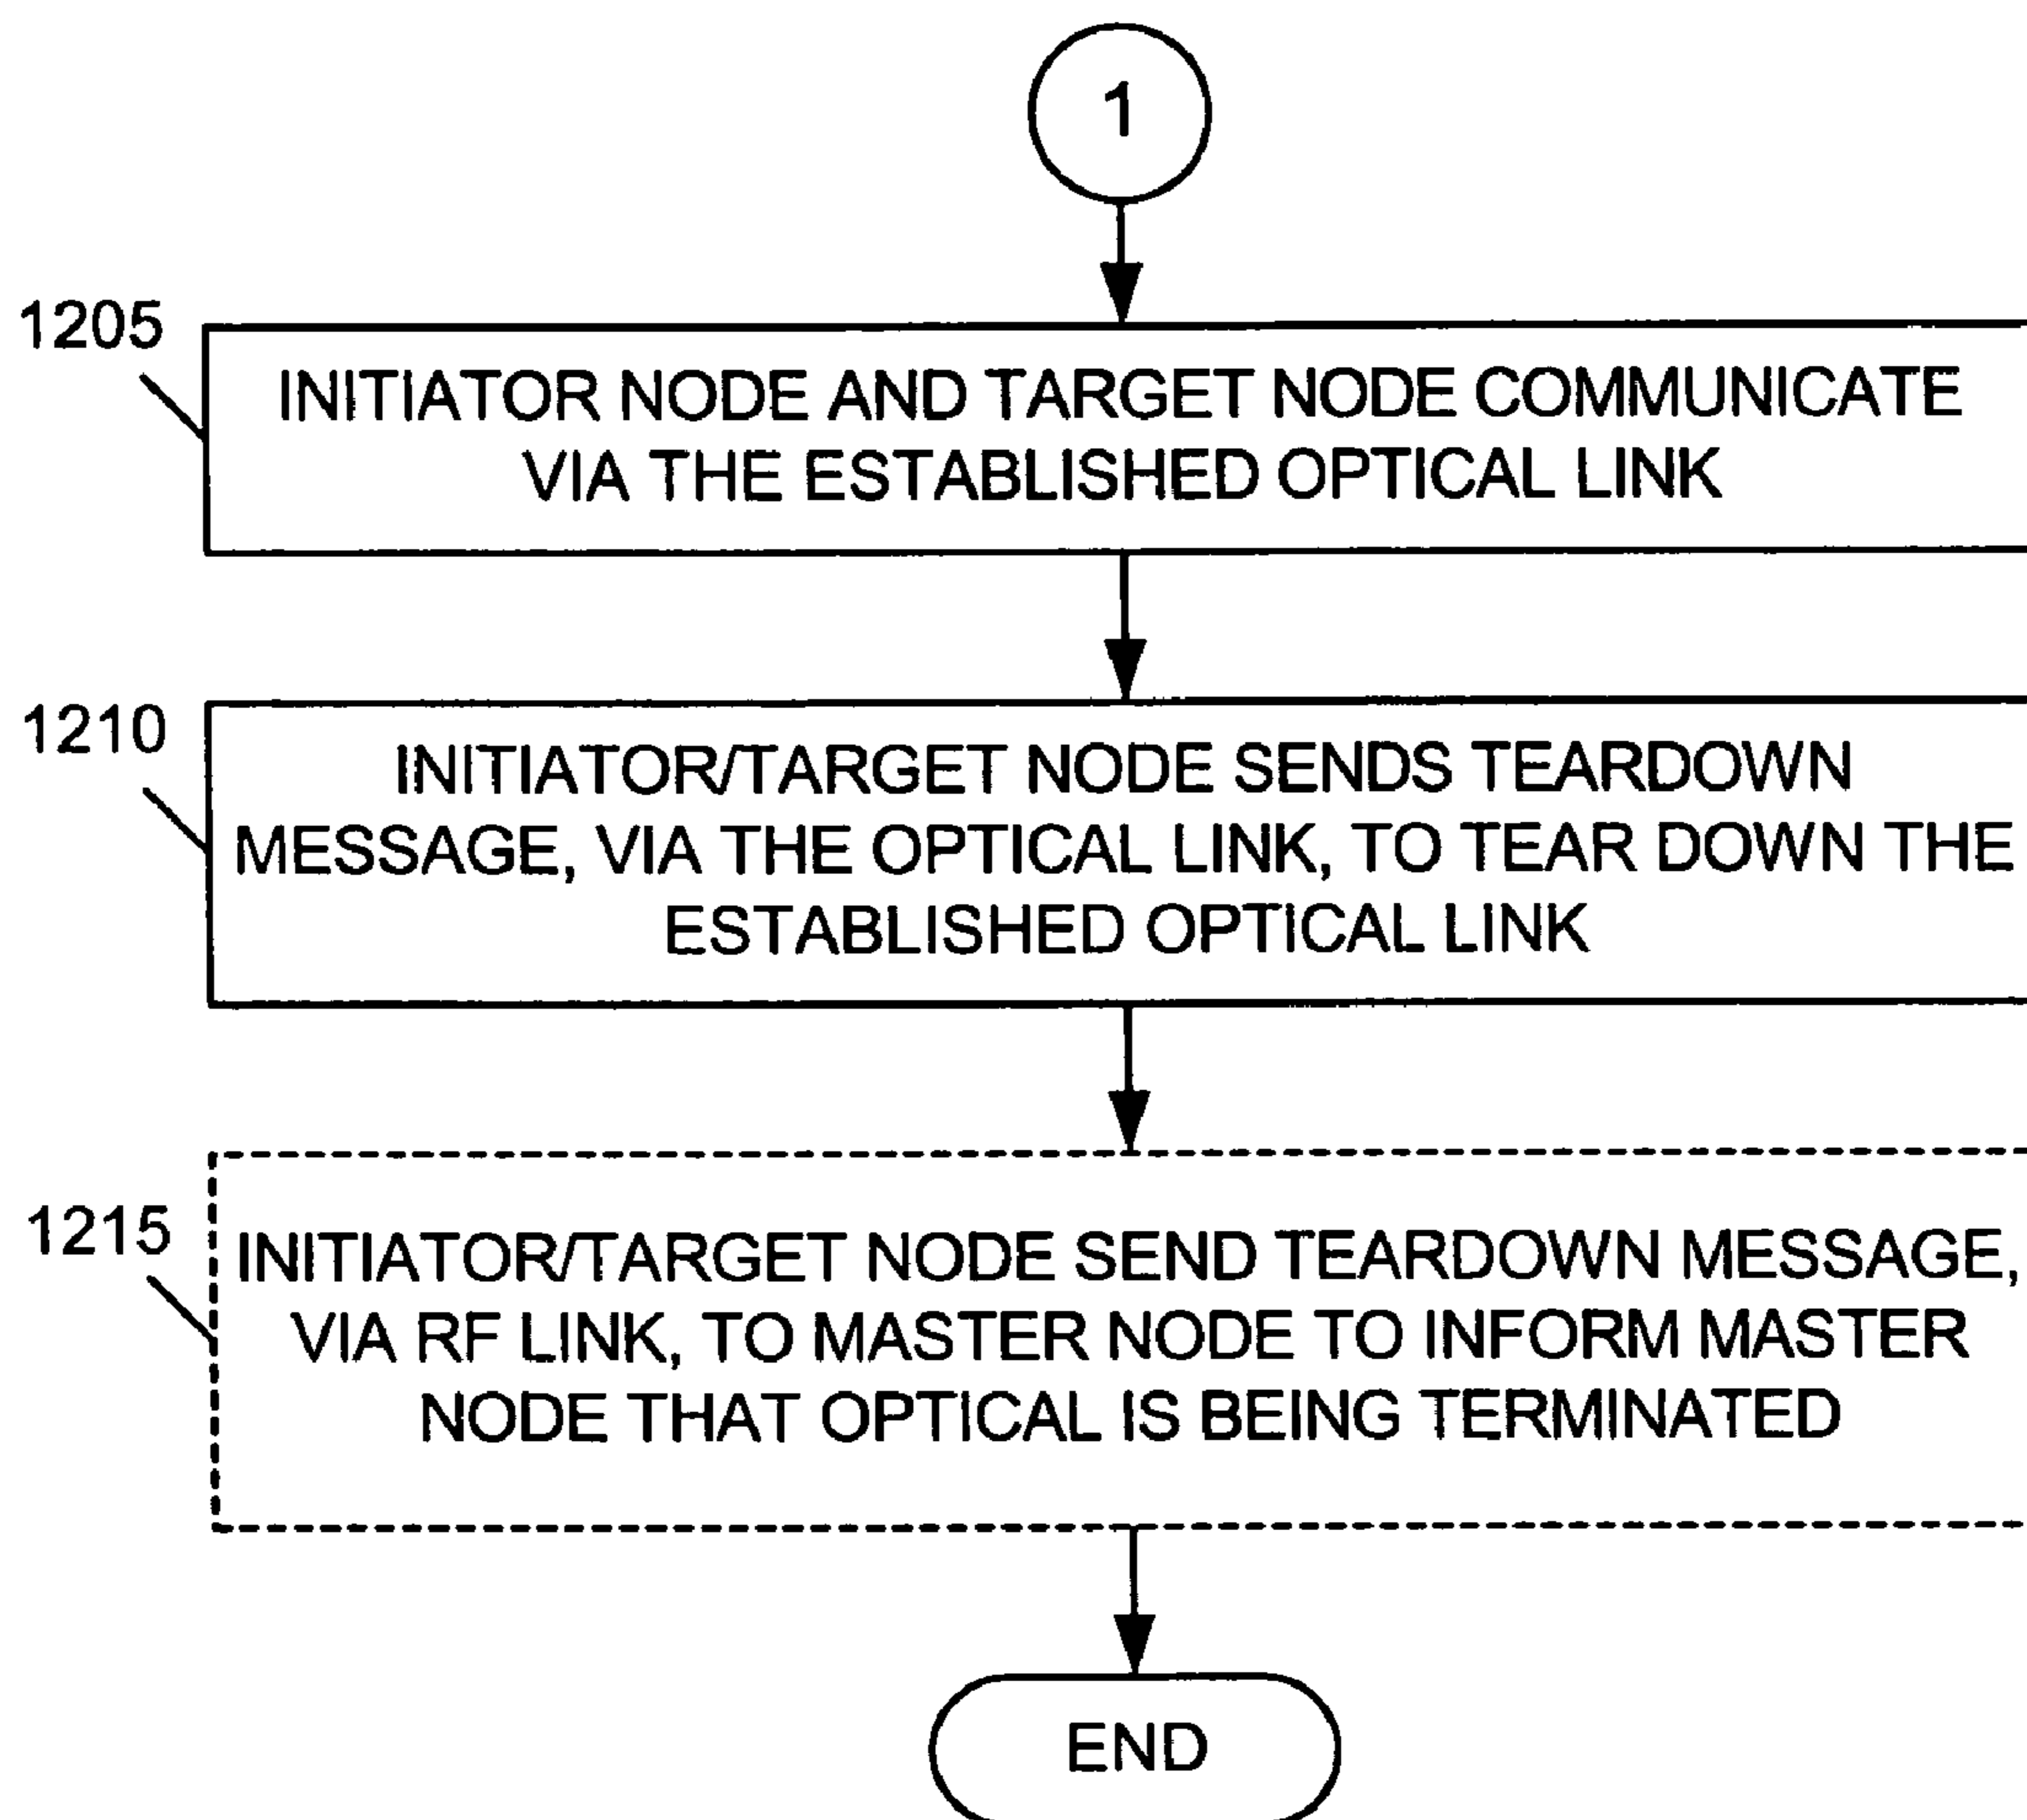 1
1205
INITIATOR NODE AND TARGET NODE COMMUNICATE
VIA THE ESTABLISHED OPTICAL LINK
1210
INITIATOR/TARGET NODE SENDS TEARDOWN
MESSAGE, VIA THE OPTICAL LINK, TO TEAR DOWN THE
ESTABLISHED OPTICAL LINK
1215
INITIATOR/TARGET NODE SEND TEARDOWN MESSAGE,
VIA RF LINK, TO MASTER NODE TO INFORM MASTER
NODE THAT OPTICAL IS BEING TERMINATED
END